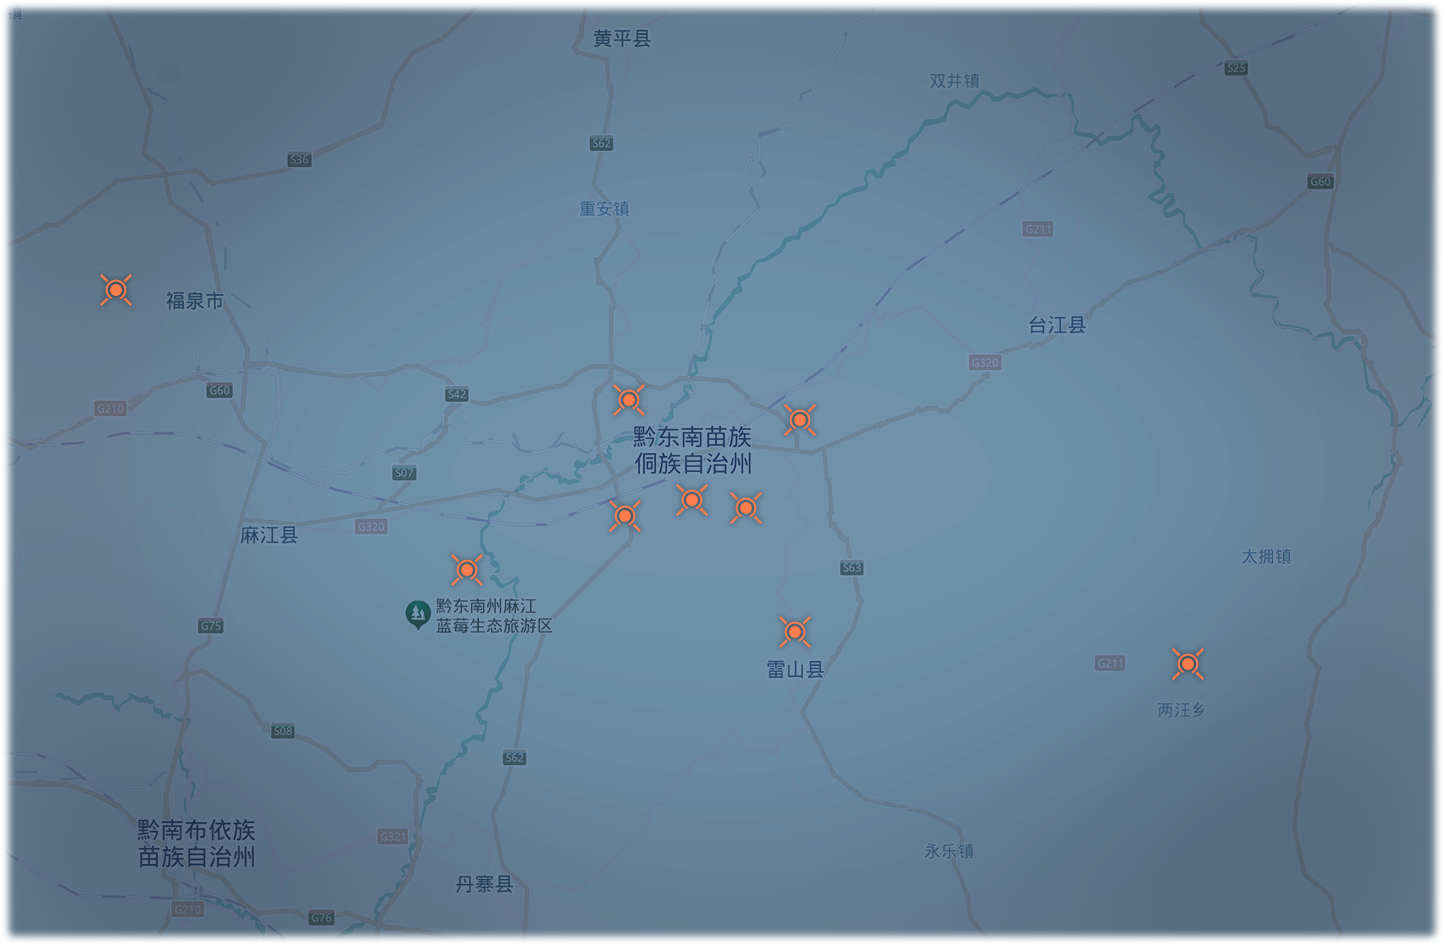 镇
黄平县
S25
双井镇
S62
S36
G60
重安镇
G211
福泉市
台江县
G320
G60
S42
G210
黔东南苗族
侗族自治州
S07
G320
麻江县
太拥镇
S63
黔东南州麻江
蓝莓生态旅游区
G75
雷山县
G211
两汪乡
S08
S62
黔南布依族
苗族自治州
G321
永乐镇
丹寨县
G210
G76